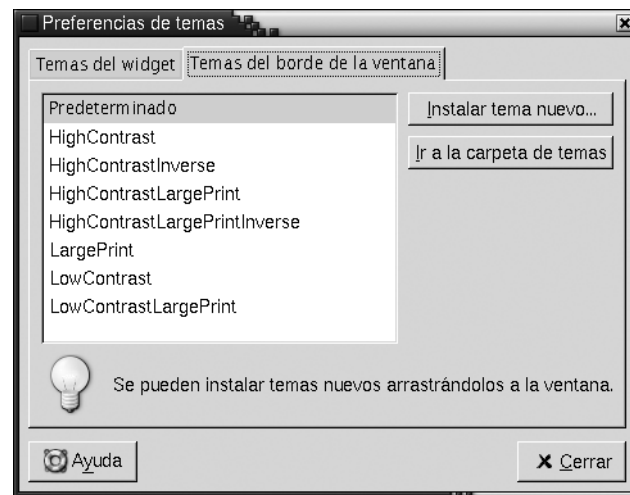 Preferencias de temas
Temas del widget
Temas del borde de la ventana
Predeterminado
HighContrast
HighContrastInverse
HighContrastLargePrint
HighContrastLargePrintInverse
LargePrint
LowContrast
LowContrastLargePrint
Instalar tema nuevo...
Ir a la carpeta de temas
Se pueden instalar temas nuevos arrastrándolos a la ventana.
Ayuda
Cerrar